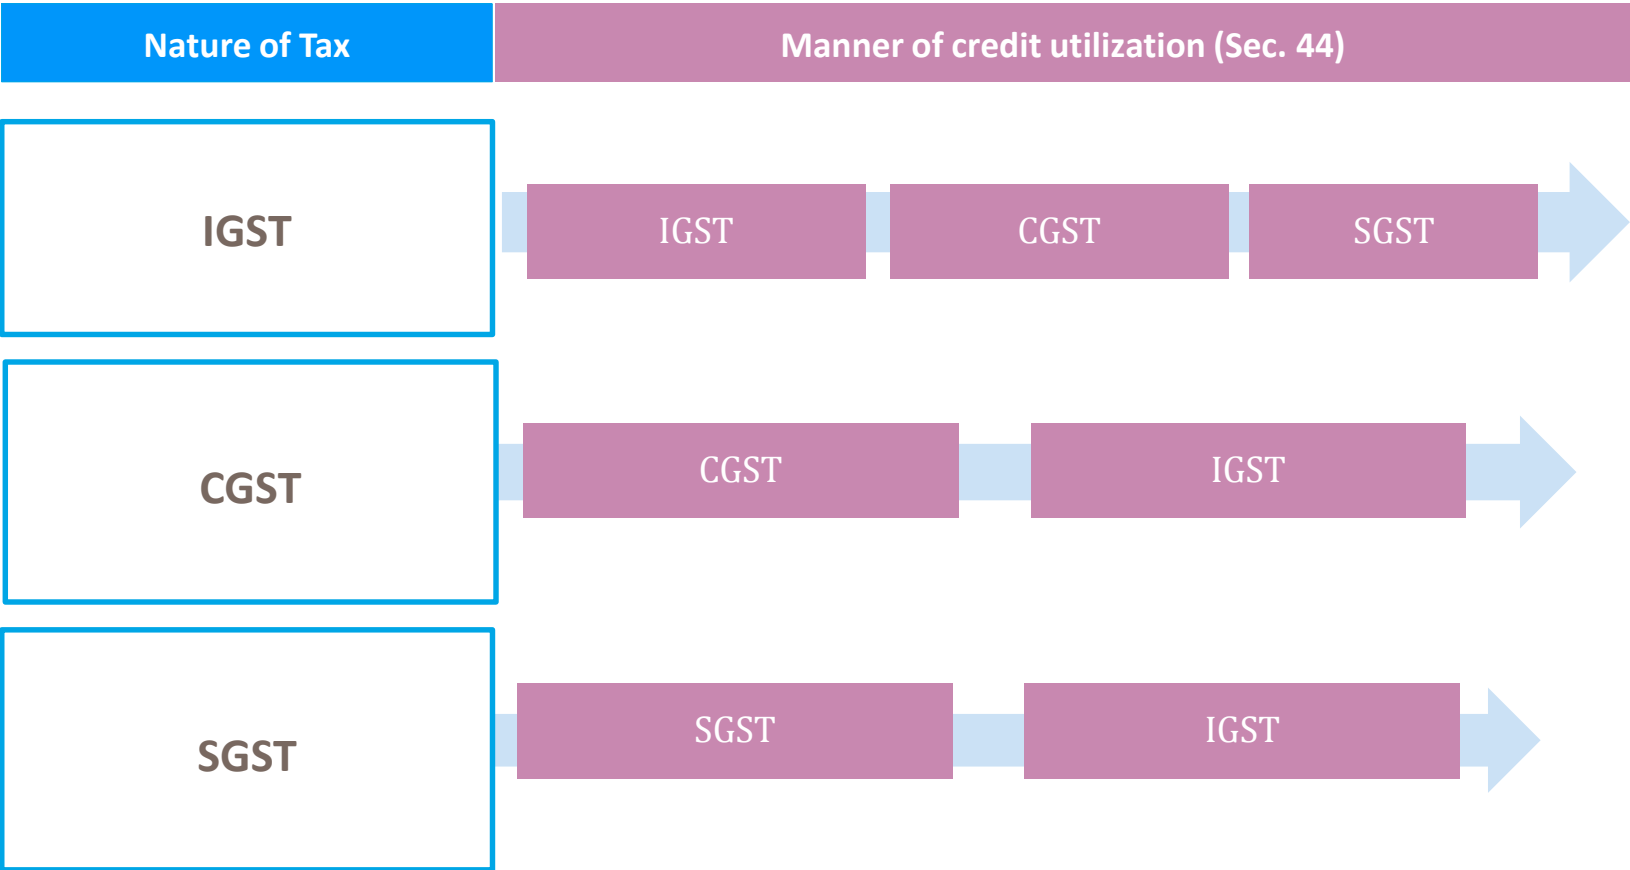 Nature of Tax
Manner of credit utilization (Sec. 44)
IGST
IGST
CGST
SGST
CGST
CGST
IGST
SGST
SGST
IGST